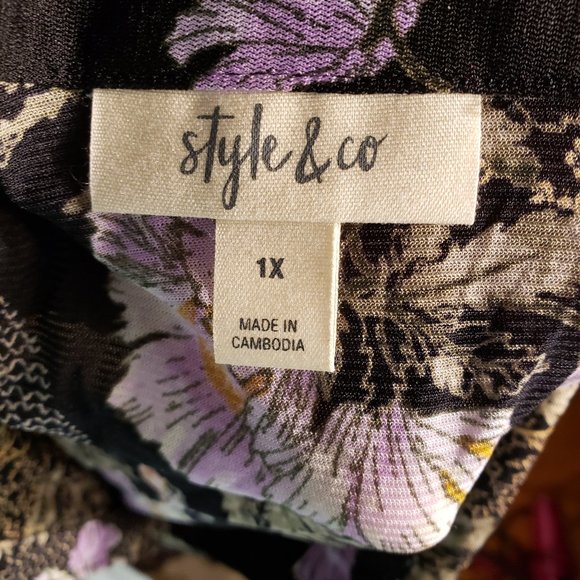 style & co
1X
MADE IN
CAMBODIA